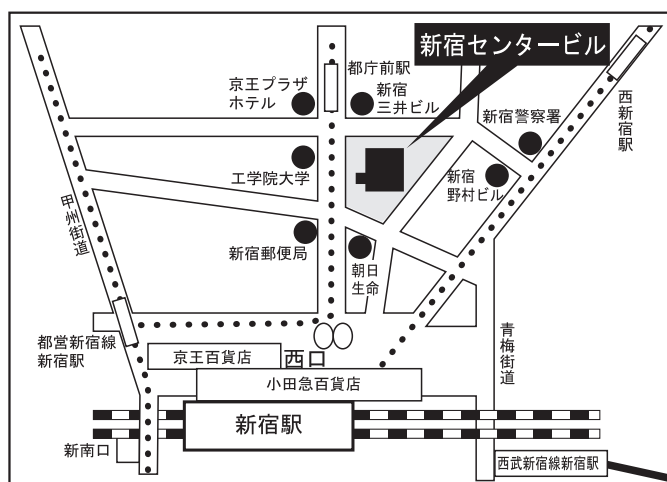 新宿センタービル
都庁前駅
京王プラザ
ホテル
新宿
三井ビル
新宿警察署
西新宿駅
工学院大学
新宿
野村ビル
甲州街道
新宿郵便局
朝日
生命
都営新宿線
新宿駅
京王百貨店
西口
青梅街道
小田急百貨店
新宿駅
新南口
西武新宿線新宿駅